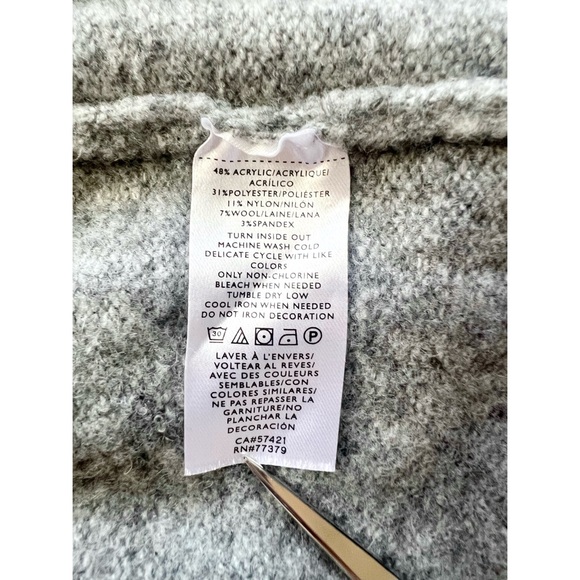 48% ACRYLIC/ACRYLIQUE/
ACRÍLICO
31%POLYESTER/POLIÉSTER
11% NYLON/NILÓN
7%WOOL/LAINE/LANA
3%SPANDEX
TURN INSIDE OUT
MACHINE WASH COLD
DELICATE CYCLE WITH LIKE
COLORS
ONLY NON-CHLORINE
BLEACH WHEN NEEDED
TUMBLE DRY LOW
COOL IRON WHEN NEEDED
DO NOT IRON DECORATION
30 P
LAVER À L'ENVERS/
VOLTEAR AL REVES/
AVEC DES COULEURS
SEMBLABLES/CON
COLORES SIMILARES/
NE PAS REPASSER LA
GARNITURE/NO
PLANCHAR LA
DECORACIÓN
CA#57421
RN#77379